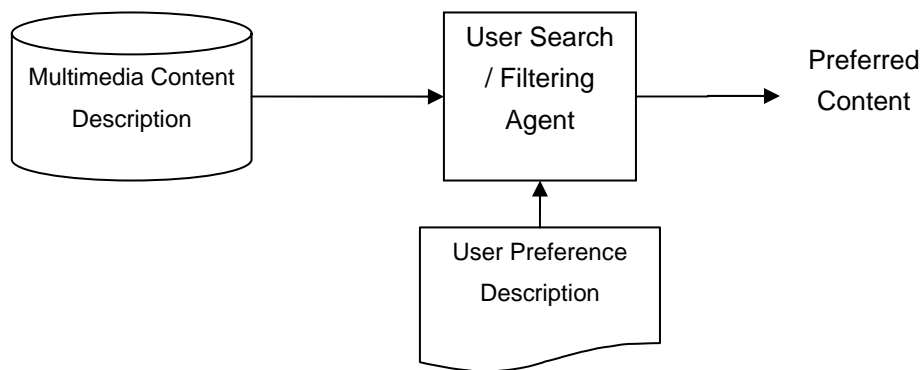 Multimedia Content
Description
User Search
/ Filtering
Agent
Preferred
Content
User Preference
Description